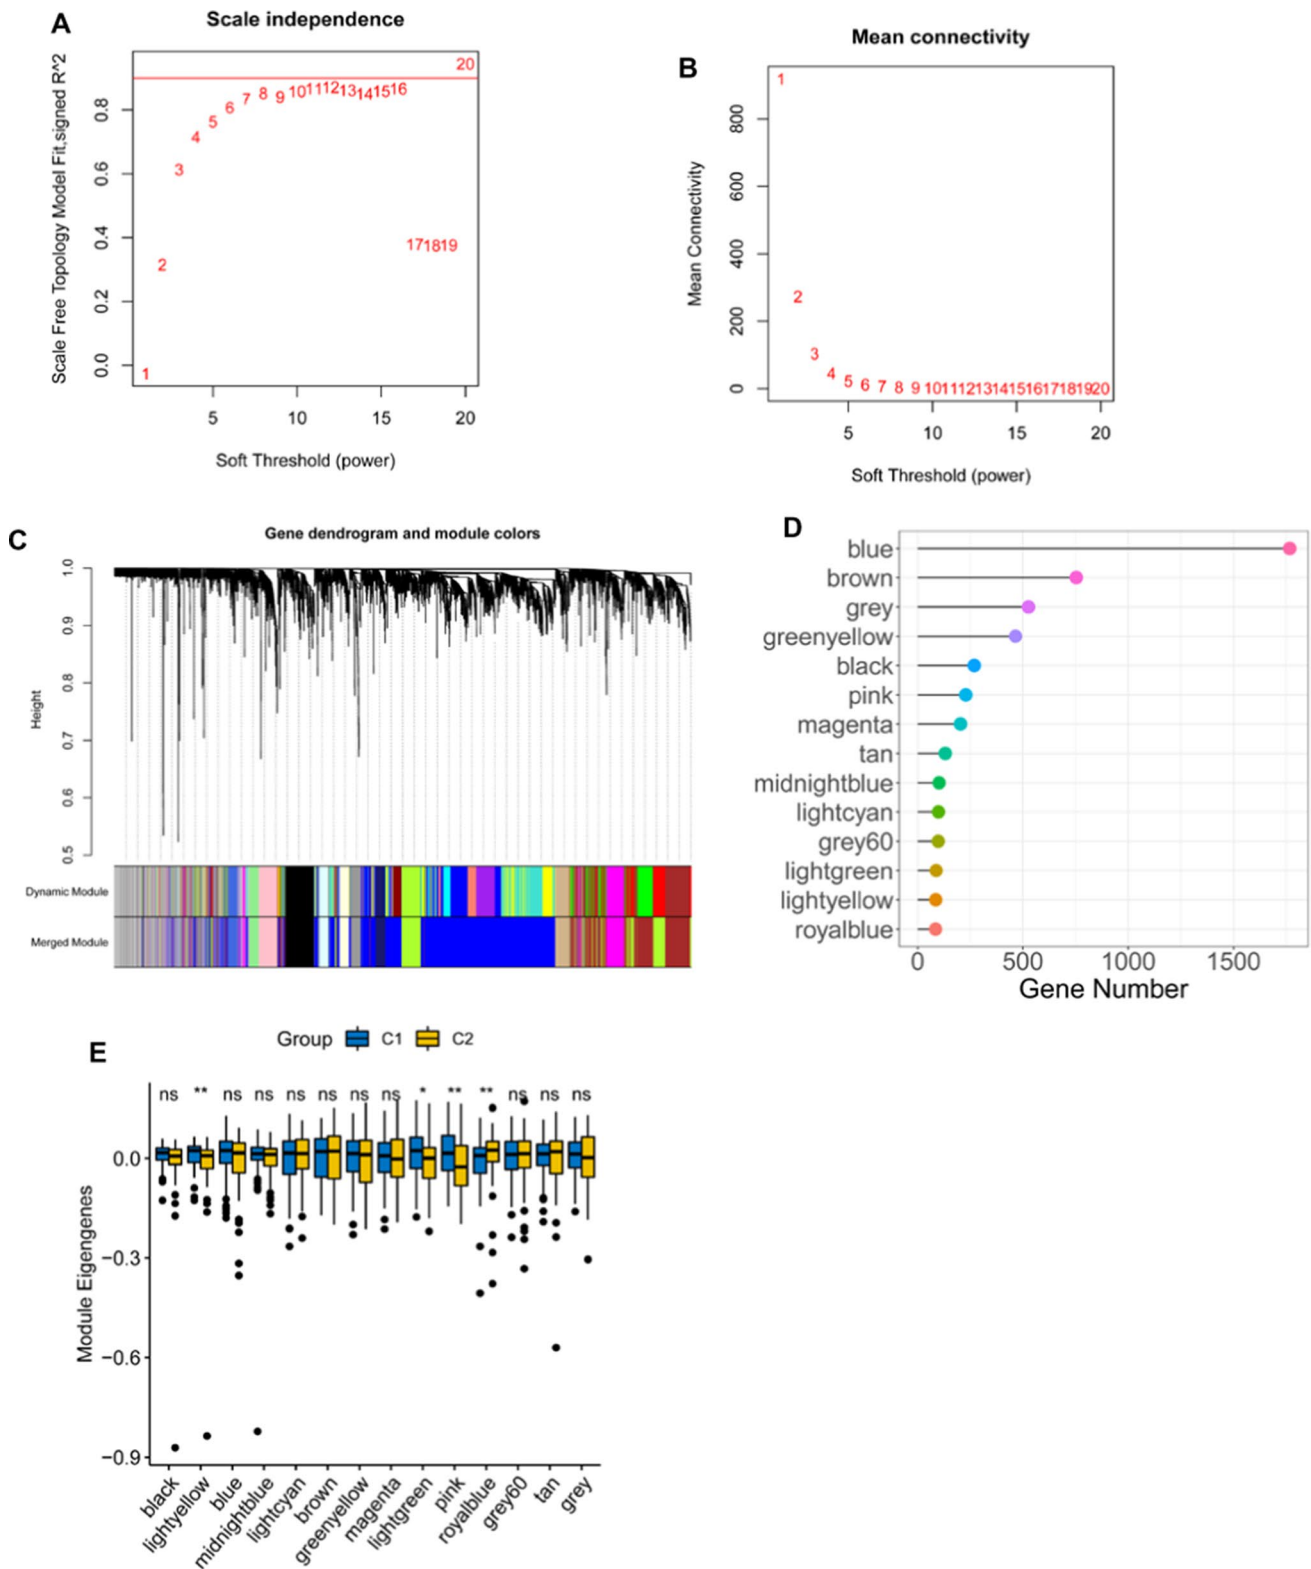 A
Scale independence
Scale Free Topology Model Fit,signed R^2
0.8
0.6
0.4
0.2
0.0
1
2
3
4
5
6
7
8
9
10 11 12 13 14 15 16
17 18 19
20
5 10 15 20
Soft Threshold (power)
B
Mean connectivity
Mean Connectivity
800
600
400
200
0
1
2
3
4
5 6 7 8 9 10 11 12 13 14 15 16 17 18 19 20
5 10 15 20
Soft Threshold (power)
C
Gene dendrogram and module colors
Height
1.0
0.9
0.8
0.7
0.6
0.5
Dynamic Module
Merged Module
D
blue
brown
grey
greenyellow
black
pink
magenta
tan
midnightblue
lightcyan
grey60
lightgreen
lightyellow
royalblue
0 500 1000 1500
Gene Number
E
Group C1 C2
ns ** ns ns ns ns ns ns * ** ** ns ns ns
Module Eigengenes
0.0
−0.3
−0.6
−0.9
black
lightyellow
blue
midnightblue
lightcyan
brown
greenyellow
magenta
lightgreen
pink
royalblue
grey60
tan
grey